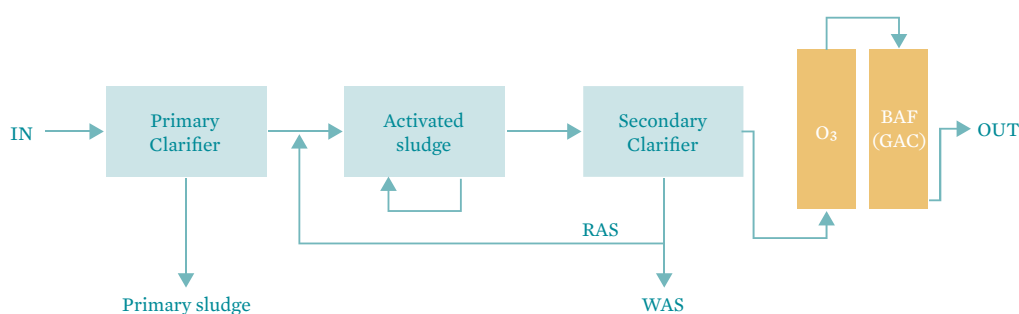 IN
Primary
Clarifier
Activated
sludge
Secondary
Clarifier
O₃
BAF
(GAC)
OUT
RAS
Primary sludge
WAS